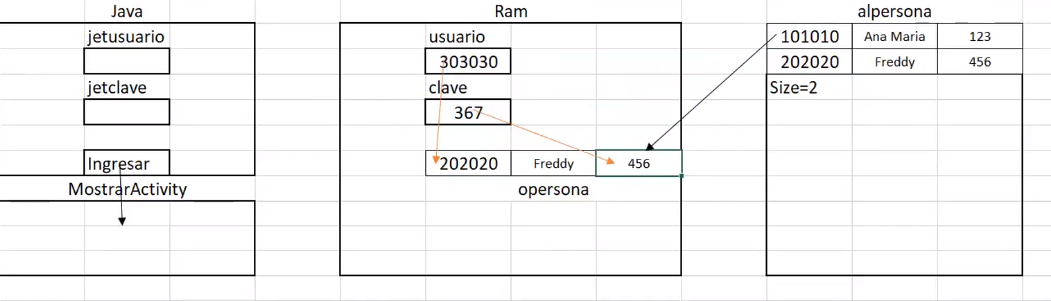 Java Ram alpersona
jetusuario usuario 101010 Ana Maria 123
303030 202020 Freddy 456
jetclave clave Size=2
367
Ingresar 202020 Freddy 456
MostrarActivity opersona